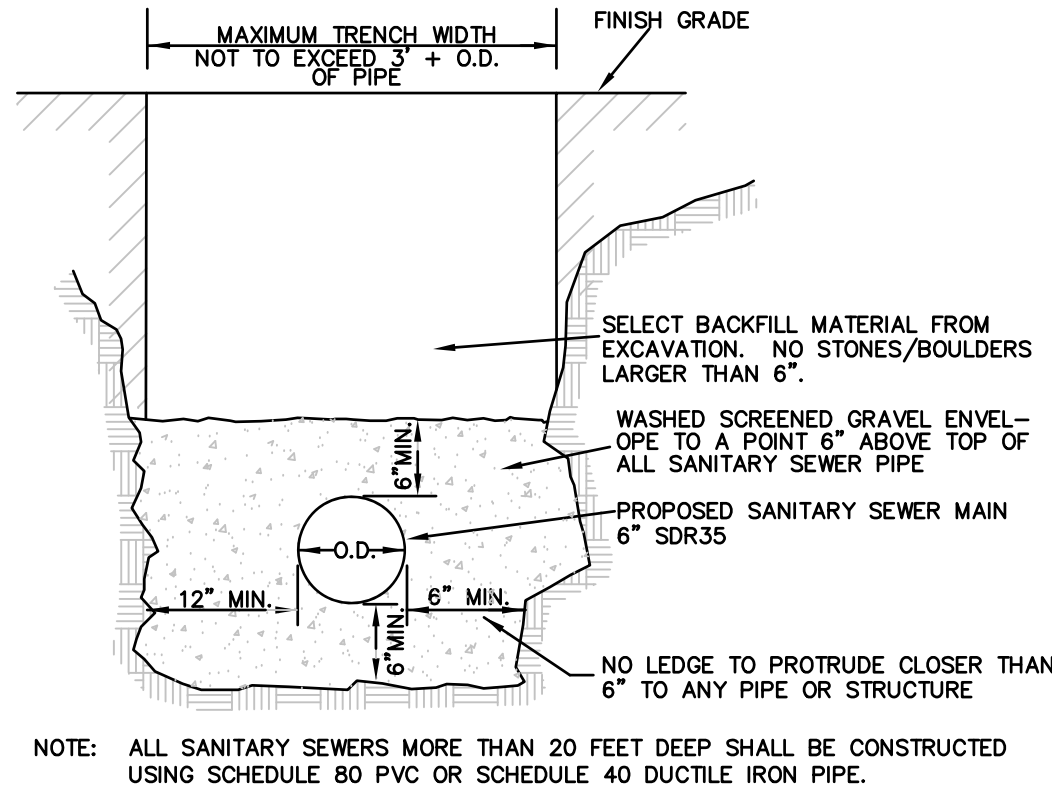 MAXIMUM TRENCH WIDTH
NOT TO EXCEED 3' + O.D.
OF PIPE
FINISH GRADE
SELECT BACKFILL MATERIAL FROM
EXCAVATION. NO STONES/BOULDERS
LARGER THAN 6".
WASHED SCREENED GRAVEL ENVEL-
OPE TO A POINT 6" ABOVE TOP OF
ALL SANITARY SEWER PIPE
6"MIN.
PROPOSED SANITARY SEWER MAIN
6" SDR35
O.D.
12" MIN.
6" MIN.
6"MIN.
NO LEDGE TO PROTRUDE CLOSER THAN
6" TO ANY PIPE OR STRUCTURE
NOTE: ALL SANITARY SEWERS MORE THAN 20 FEET DEEP SHALL BE CONSTRUCTED
USING SCHEDULE 80 PVC OR SCHEDULE 40 DUCTILE IRON PIPE.